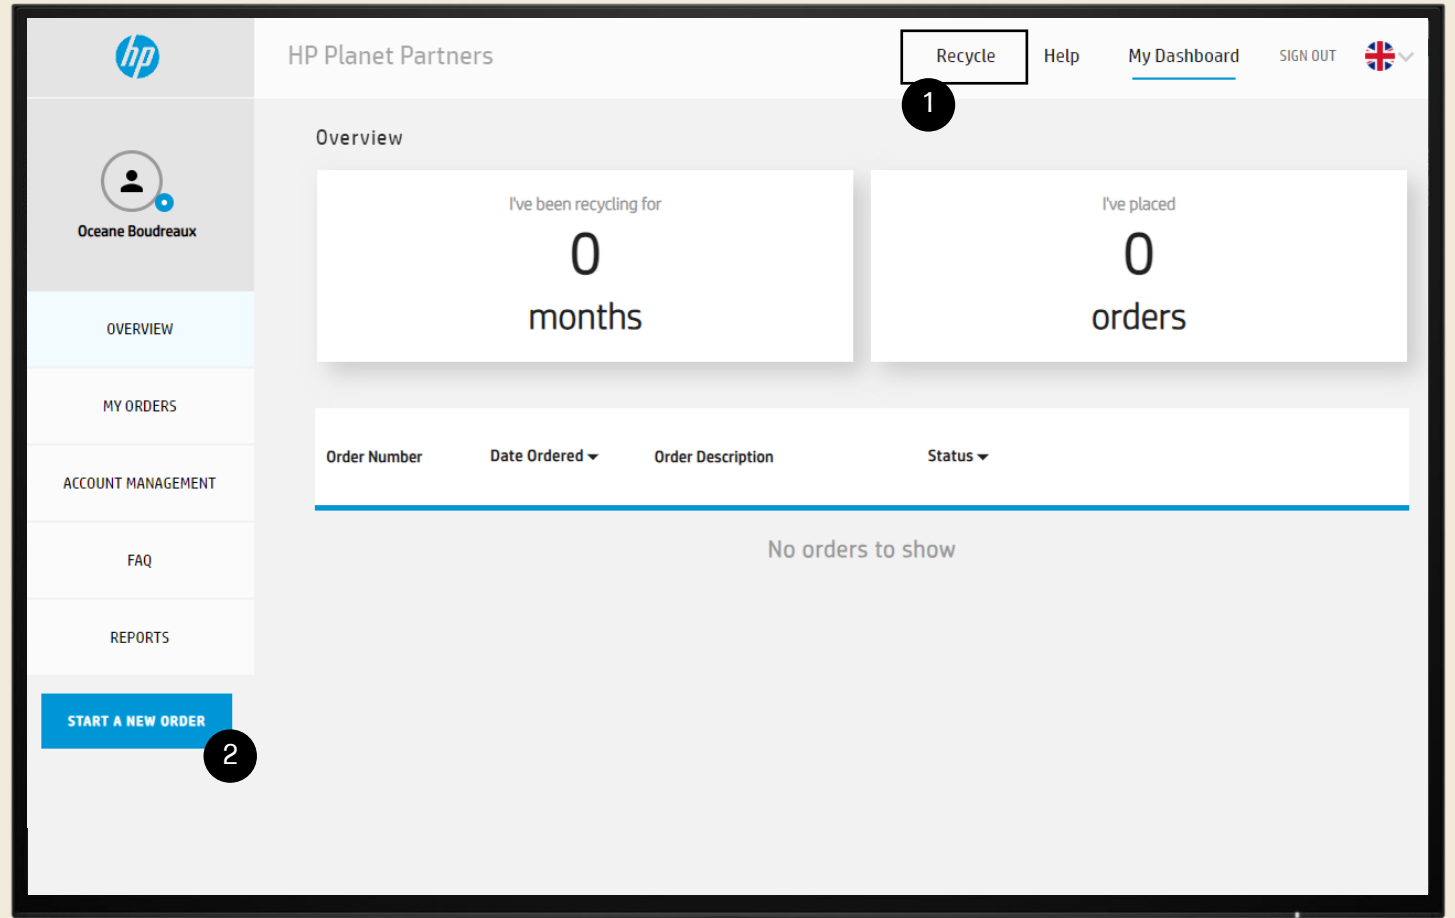 hp
HP Planet Partners
Recycle
Help
My Dashboard
SIGN OUT
1
Oceane Boudreaux
OVERVIEW
MY ORDERS
ACCOUNT MANAGEMENT
FAQ
REPORTS
START A NEW ORDER
2
Overview
I've been recycling for
0
months
I've placed
0
orders
Order Number
Date Ordered
Order Description
Status
No orders to show